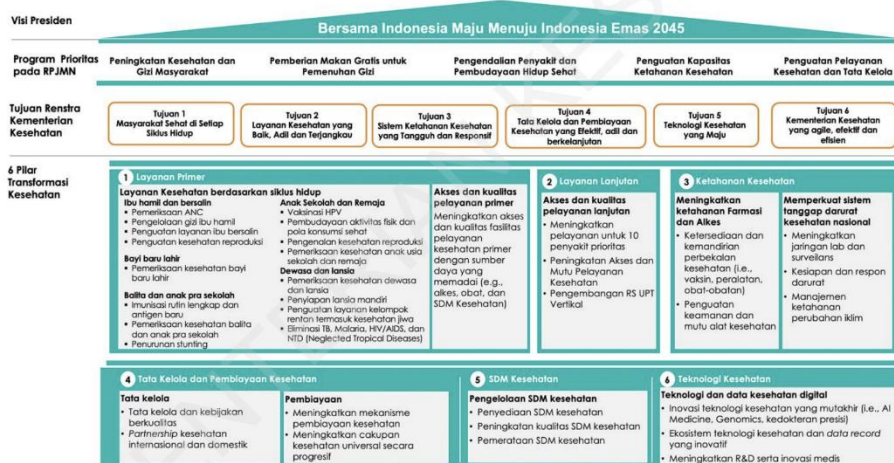 Visi Presiden
Bersama Indonesia Maju Menuju Indonesia Emas 2045
Program Prioritas
pada RPJMN
Peningkatan Kesehatan dan
Gizi Masyarakat
Pemberian Makan Gratis untuk
Pemenuhan Gizi
Pengendalian Penyakit dan
Pembudayaan Hidup Sehat
Penguatan Kapasitas
Ketahanan Kesehatan
Penguatan Pelayanan
Kesehatan dan Tata Kelola
Tujuan Renstra
Kementerian
Kesehatan
Tujuan 1
Masyarakat Sehat di Setiap
Siklus Hidup
Tujuan 2
Layanan Kesehatan yang
Baik, Adil dan Terjangkau
Tujuan 3
Sistem Ketahanan Kesehatan
yang Tangguh dan Responsif
Tujuan 4
Tata Kelola dan Pembiayaan
Kesehatan yang Efektif, adil dan
berkelanjutan
Tujuan 5
Teknologi Kesehatan
yang Maju
Tujuan 6
Kementerian Kesehatan
yang agile, efektif dan
efisien
6 Pilar
Transformasi
Kesehatan
1 Layanan Primer
Layanan Kesehatan berdasarkan siklus hidup
Ibu hamil dan bersalin
• Pemeriksaan ANC
• Pengelolaan gizi ibu hamil
• Penguatan layanan ibu bersalin
• Penguatan kesehatan reproduksi
Bayi baru lahir
• Pemeriksaan kesehatan bayi
baru lahir
Balita dan anak pra sekolah
• Imunisasi rutin lengkap dan
antigen baru
• Pemeriksaan kesehatan balita
dan anak pra sekolah
• Penurunan stunting
Anak Sekolah dan Remaja
• Vaksinasi HPV
• Pembudayaan aktivitas fisik dan
pola konsumsi sehat
• Pengenalan kesehatan reproduksi
• Pemeriksaan kesehatan anak usia
sekolah dan remaja
Dewasa dan lansia
• Pemeriksaan kesehatan dewasa
dan lansia
• Penyiapan lansia mandiri
• Penguatan layanan kelompok
rentan termasuk kesehatan jiwa
• Eliminasi TB, Malaria, HIV/AIDS, dan
NTD (Neglected Tropical Diseases)
Akses dan kualitas
pelayanan primer
Meningkatkan akses
dan kualitas fasilitas
pelayanan
kesehatan primer
dengan sumber
daya yang
memadai (e.g.,
alkes, obat, dan
SDM Kesehatan)
2 Layanan Lanjutan
Akses dan kualitas
pelayanan lanjutan
• Meningkatkan
pelayanan untuk 10
penyakit prioritas
• Peningkatan Akses dan
Mutu Pelayanan
Kesehatan
• Pengembangan RS UPT
Vertikal
3 Ketahanan Kesehatan
Meningkatkan
ketahanan Farmasi
dan Alkes
• Ketersediaan dan
kemandirian
perbekalan
kesehatan (i.e.,
vaksin, peralatan,
obat-obatan)
• Penguatan
keamanan dan
mutu alat kesehatan
Memperkuat sistem
tanggap darurat
kesehatan nasional
• Meningkatkan
jaringan lab dan
surveilans
• Kesiapan dan respon
darurat
• Manajemen
ketahanan
perubahan iklim
4 Tata Kelola dan Pembiayaan Kesehatan
Tata kelola
• Tata kelola dan kebijakan
berkualitas
• Partnership kesehatan
internasional dan domestik
Pembiayaan
• Meningkatkan mekanisme
pembiayaan kesehatan
• Meningkatkan cakupan
kesehatan universal secara
progresif
5 SDM Kesehatan
Pengelolaan SDM kesehatan
• Penyediaan SDM kesehatan
• Peningkatan kualitas SDM kesehatan
• Pemerataan SDM kesehatan
6 Teknologi Kesehatan
Teknologi dan data kesehatan digital
• Inovasi teknologi kesehatan yang mutakhir (i.e., AI
Medicine, Genomics, kedokteran presisi)
• Ekosistem teknologi kesehatan dan data record
yang inovatif
• Meningkatkan R&D serta inovasi medis